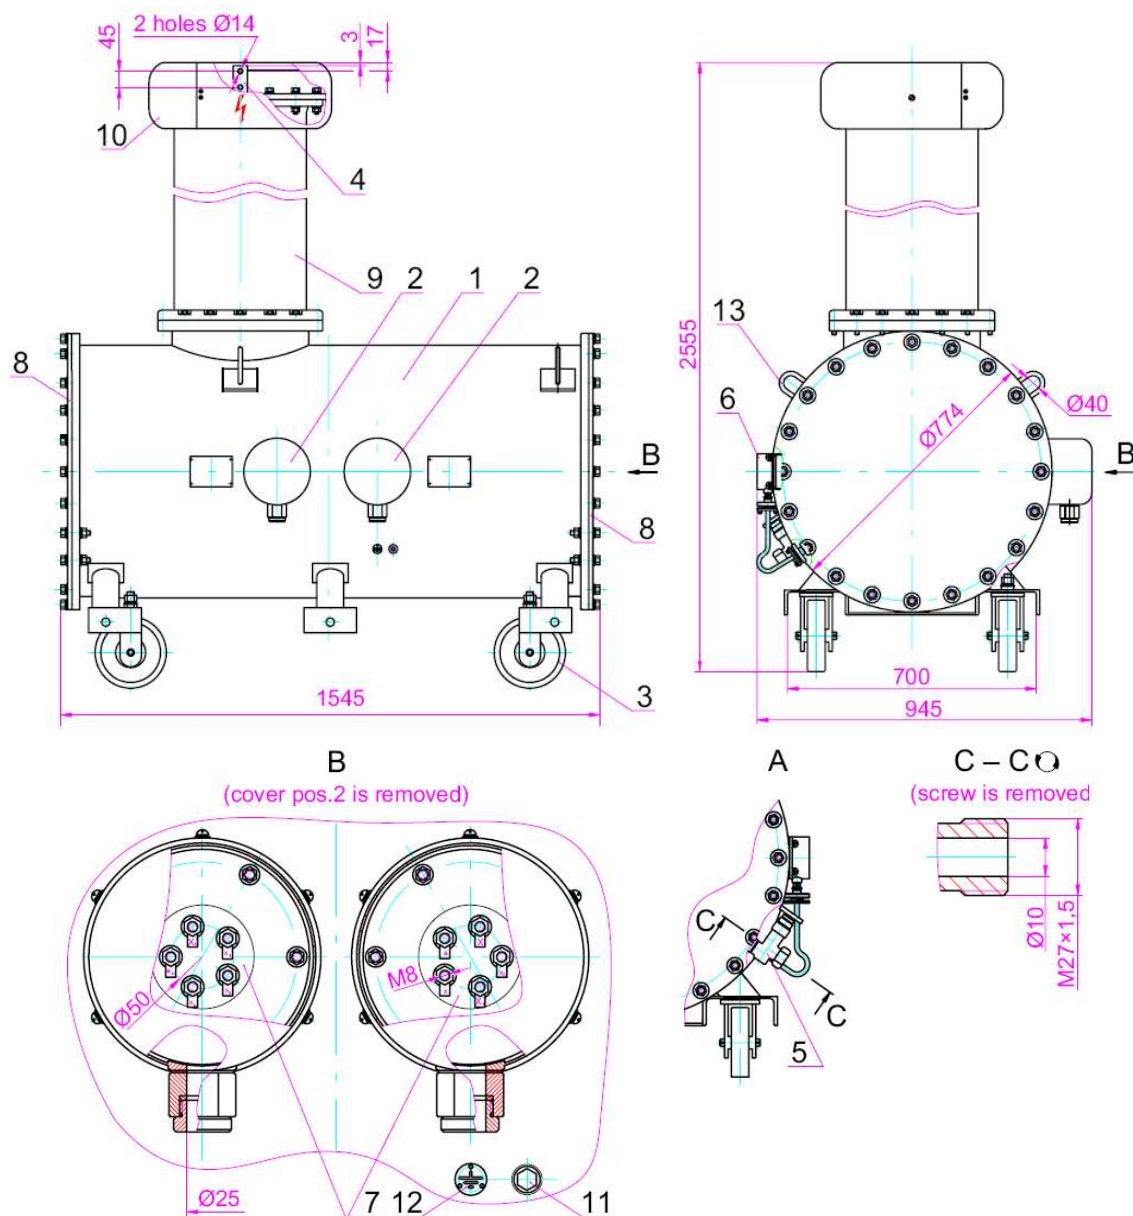 2 holes Ø14
45
3
17
10
4
9
2
1
2
8
B
8
1545
3
2555
13
6
Ø774
Ø40
B
700
945
B
(cover pos.2 is removed)
Ø50
M8
Ø25
7
12
11
A
C
C
5
C – C
(screw is removed
Ø10
M27×1,5